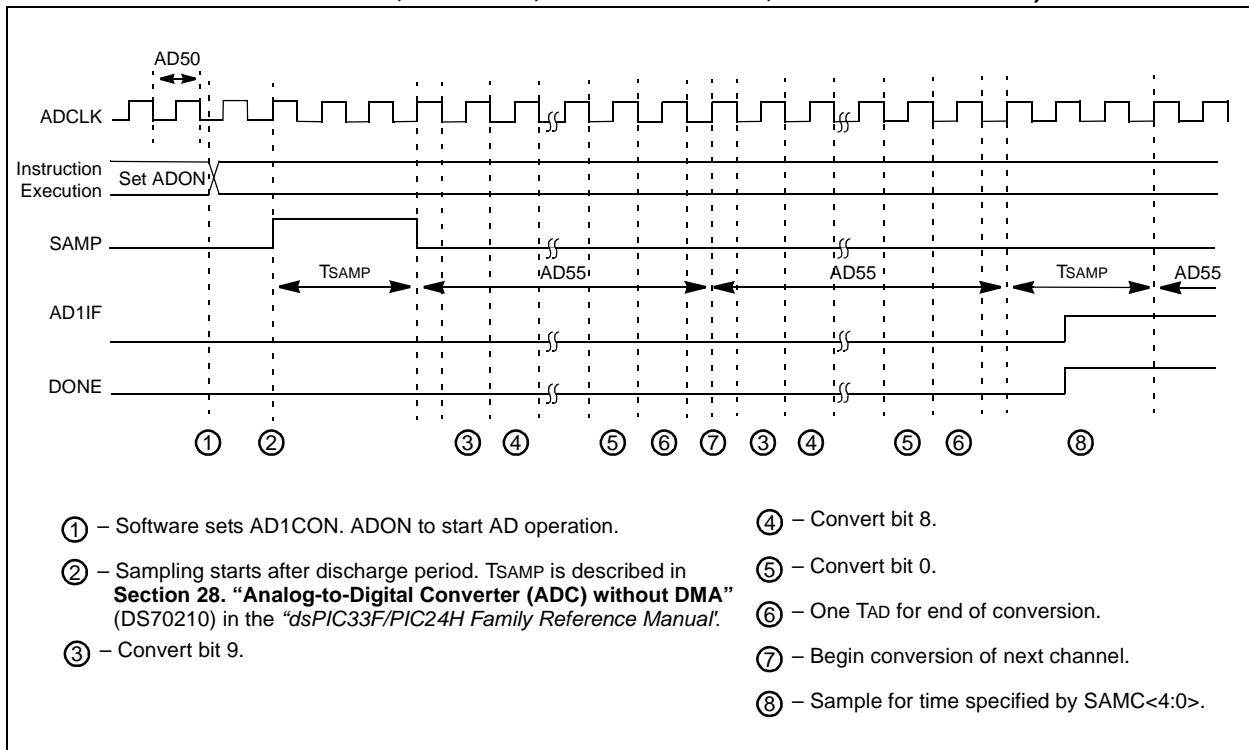 AD50
ADCLK
Instruction
Execution
Set ADON
SAMP
TSAMP
AD55
AD55
TSAMP
AD55
AD1IF
DONE
1 2 3 4 5 6 7 3 4 5 6 8
1 – Software sets AD1CON. ADON to start AD operation.
2 – Sampling starts after discharge period. TSAMP is described in
Section 28. “Analog-to-Digital Converter (ADC) without DMA”
(DS70210) in the “dsPIC33F/PIC24H Family Reference Manual'.
3 – Convert bit 9.
4 – Convert bit 8.
5 – Convert bit 0.
6 – One TAD for end of conversion.
7 – Begin conversion of next channel.
8 – Sample for time specified by SAMC<4:0>.